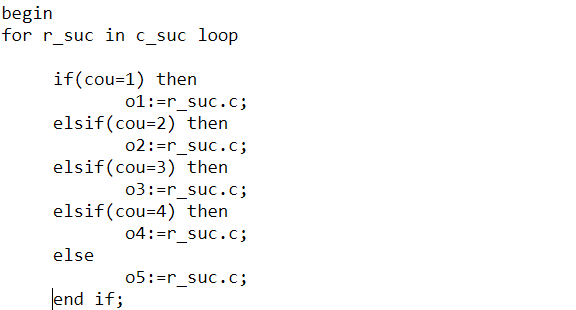 begin
for r_suc in c_suc loop
if(cou=1) then
o1:=r_suc.c;
elsif(cou=2) then
o2:=r_suc.c;
elsif(cou=3) then
o3:=r_suc.c;
elsif(cou=4) then
o4:=r_suc.c;
else
o5:=r_suc.c;
end if;